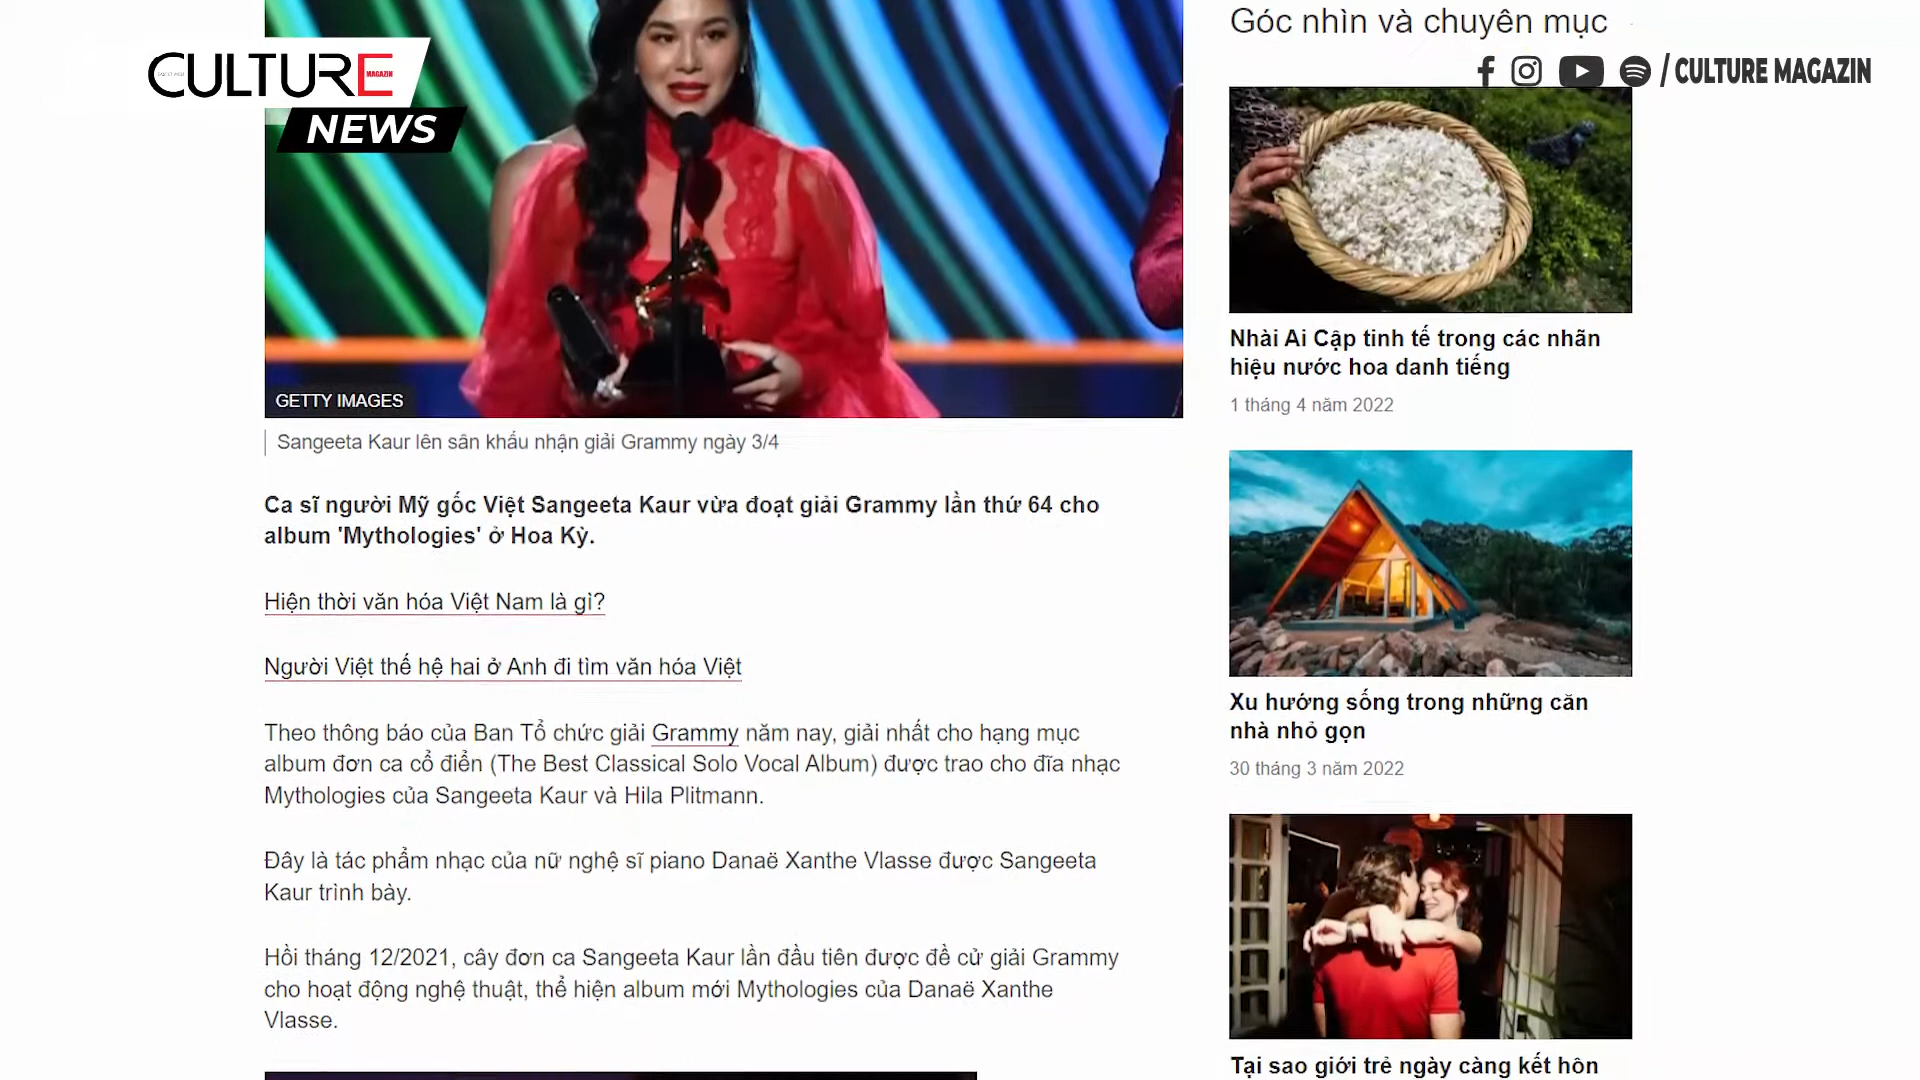 CULTURE
MAGAZIN
NEWS
GETTY IMAGES
Sangeeta Kaur lên sân khấu nhận giải Grammy ngày 3/4
Ca sĩ người Mỹ gốc Việt Sangeeta Kaur vừa đoạt giải Grammy lần thứ 64 cho
album 'Mythologies' ở Hoa Kỳ.
Hiện thời văn hóa Việt Nam là gì?
Người Việt thế hệ hai ở Anh đi tìm văn hóa Việt
Theo thông báo của Ban Tổ chức giải Grammy năm nay, giải nhất cho hạng mục
album đơn ca cổ điển (The Best Classical Solo Vocal Album) được trao cho đĩa nhạc
Mythologies của Sangeeta Kaur và Hila Plitmann.
Đây là tác phẩm nhạc của nữ nghệ sĩ piano Danaë Xanthe Vlasse được Sangeeta
Kaur trình bày.
Hồi tháng 12/2021, cây đơn ca Sangeeta Kaur lần đầu tiên được đề cử giải Grammy
cho hoạt động nghệ thuật, thể hiện album mới Mythologies của Danaë Xanthe
Vlasse.
Góc nhìn và chuyên mục
/ CULTURE MAGAZIN
Nhài Ai Cập tinh tế trong các nhãn
hiệu nước hoa danh tiếng
1 tháng 4 năm 2022
Xu hướng sống trong những căn
nhà nhỏ gọn
30 tháng 3 năm 2022
Tại sao giới trẻ ngày càng kết hôn